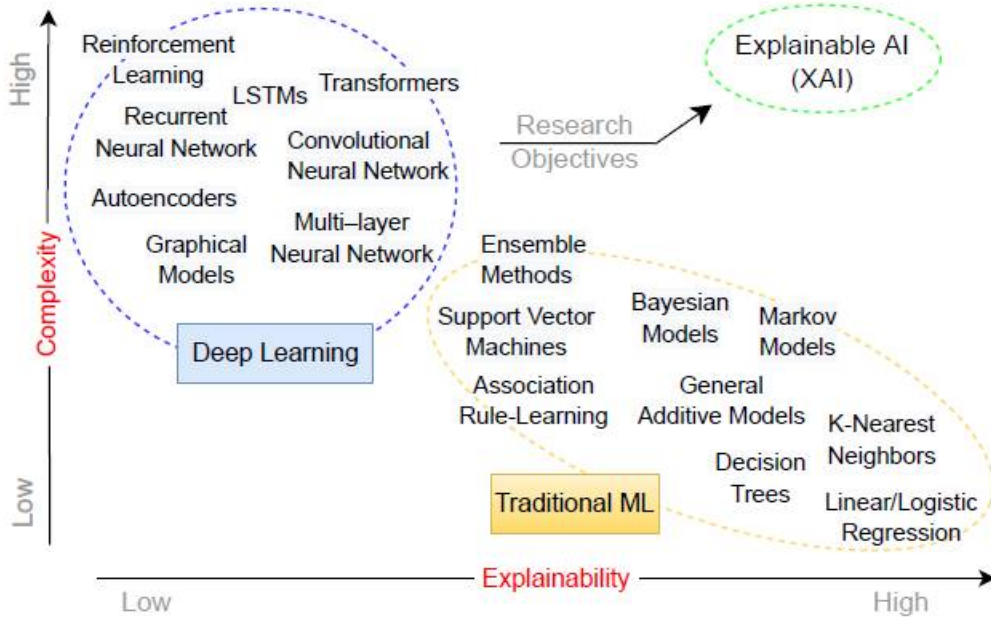 High
Complexity
Low
Reinforcement
Learning
LSTMs
Transformers
Recurrent
Neural Network
Convolutional
Neural Network
Autoencoders
Multi–layer
Neural Network
Graphical
Models
Deep Learning
Explainable AI
(XAI)
Research
Objectives
Ensemble
Methods
Support Vector
Machines
Bayesian
Models
Markov
Models
Association
Rule-Learning
General
Additive Models
K-Nearest
Neighbors
Decision
Trees
Linear/Logistic
Regression
Traditional ML
Explainability
Low
High